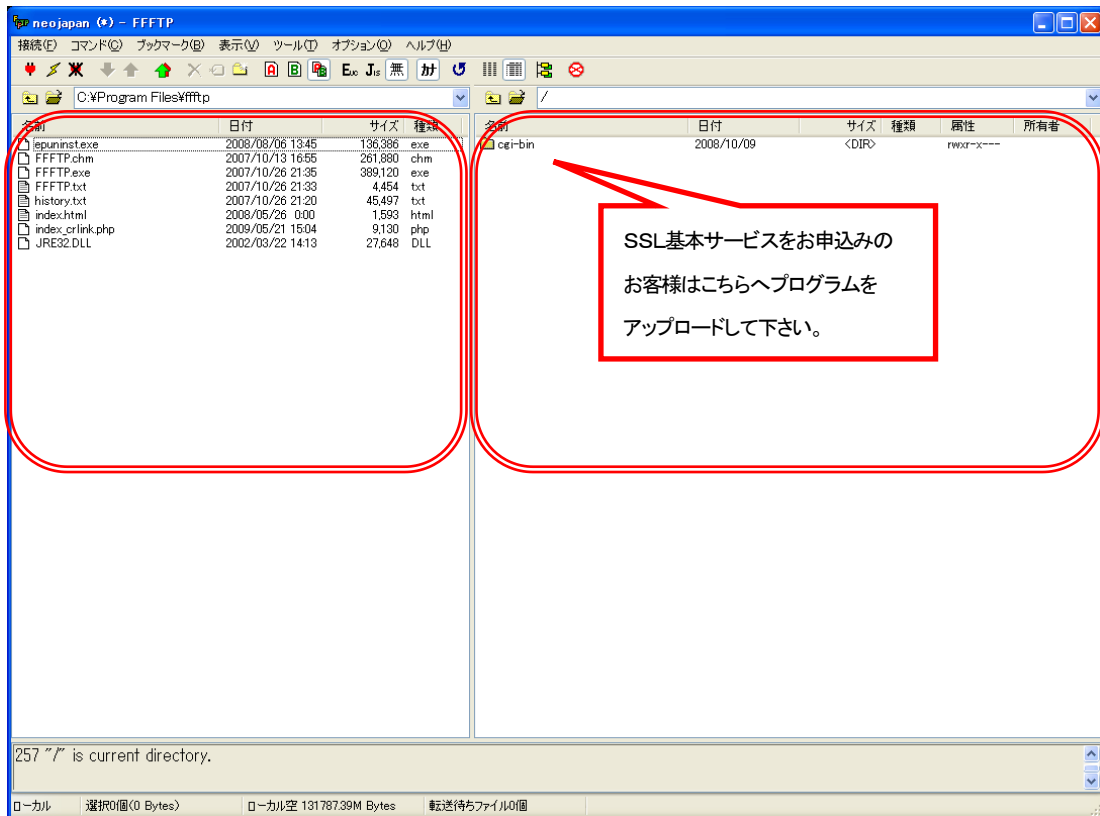 neojapan (*) - FFFTP
接続(F) コマンド(C) ブックマーク(B) 表示(V) ツール(T) オプション(O) ヘルプ(H)
A B Euc Jis 無 カナ
C:¥Program Files¥ffftp
/
名前 日付 サイズ 種類
epuninst.exe 2008/08/06 13:45 136,386 exe
FFFTP.chm 2007/10/13 16:55 261,880 chm
FFFTP.exe 2007/10/26 21:35 389,120 exe
FFFTP.txt 2007/10/26 21:33 4,454 txt
history.txt 2007/10/26 21:20 45,497 txt
index.html 2008/05/26 0:00 1,593 html
index_crlink.php 2009/05/21 15:04 9,130 php
JRE32.DLL 2002/03/22 14:13 27,648 DLL
名前 日付 サイズ 種類 属性 所有者
cgi-bin 2008/10/09 <DIR> rwxr-x---
SSL基本サービスをお申込みの
お客様はこちらへプログラムを
アップロードして下さい。
257 "/" is current directory.
ローカル 選択0個(0 Bytes) ローカル空 131787.39M Bytes 転送待ちファイル0個